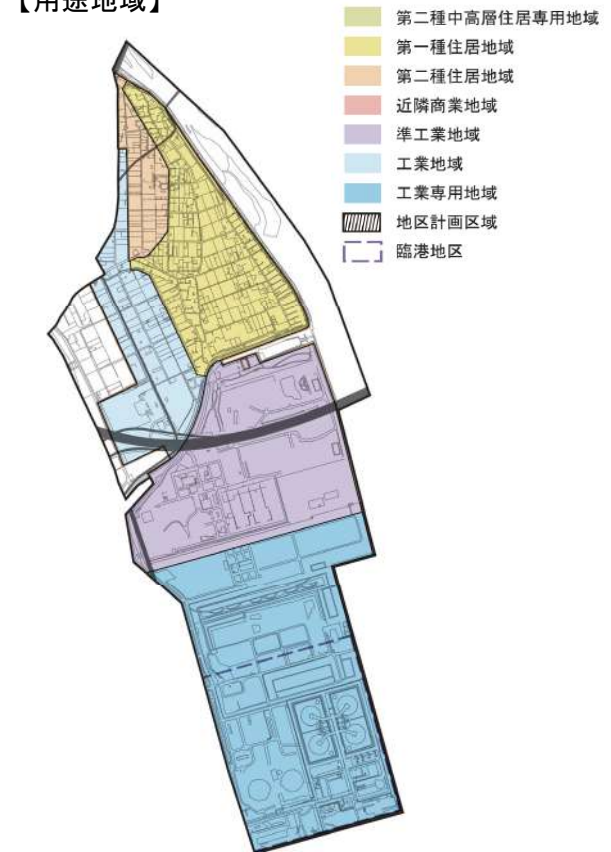 【用途地域】
第二種中高層住居専用地域
第一種住居地域
第二種住居地域
近隣商業地域
準工業地域
工業地域
工業専用地域
地区計画区域
臨港地区